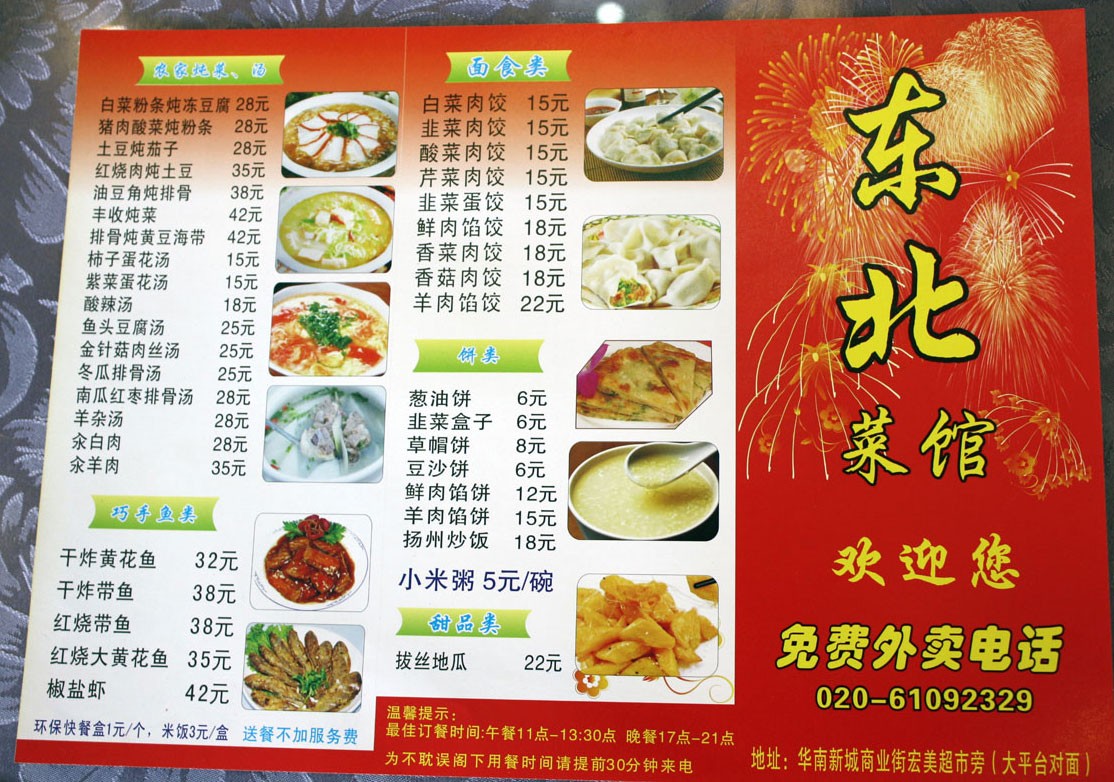 农家炖菜、汤
白菜粉条炖冻豆腐 28元
猪肉酸菜炖粉条 28元
土豆炖茄子 28元
红烧肉炖土豆 35元
油豆角炖排骨 38元
丰收炖菜 42元
排骨炖黄豆海带 42元
柿子蛋花汤 15元
紫菜蛋花汤 15元
酸辣汤 18元
鱼头豆腐汤 25元
金针菇肉丝汤 25元
冬瓜排骨汤 25元
南瓜红枣排骨汤 28元
羊杂汤 28元
汆白肉 28元
汆羊肉 35元
巧手鱼类
干炸黄花鱼 32元
干炸带鱼 38元
红烧带鱼 38元
红烧大黄花鱼 35元
椒盐虾 42元
环保快餐盒1元/个，米饭3元/盒 送餐不加服务费
面食类
白菜肉饺 15元
韭菜肉饺 15元
酸菜肉饺 15元
芹菜肉饺 15元
韭菜蛋饺 15元
鲜肉馅饺 18元
香菜肉饺 18元
香菇肉饺 18元
羊肉馅饺 22元
饼类
葱油饼 6元
韭菜盒子 6元
草帽饼 8元
豆沙饼 6元
鲜肉馅饼 12元
羊肉馅饼 15元
扬州炒饭 18元
小米粥 5元/碗
甜品类
拔丝地瓜 22元
温馨提示：
最佳订餐时间:午餐11点-13:30点 晚餐17点-21点
为不耽误阁下用餐时间请提前30分钟来电
东北
菜馆
欢迎您
免费外卖电话
020-61092329
地址：华南新城商业街宏美超市旁（大平台对面）